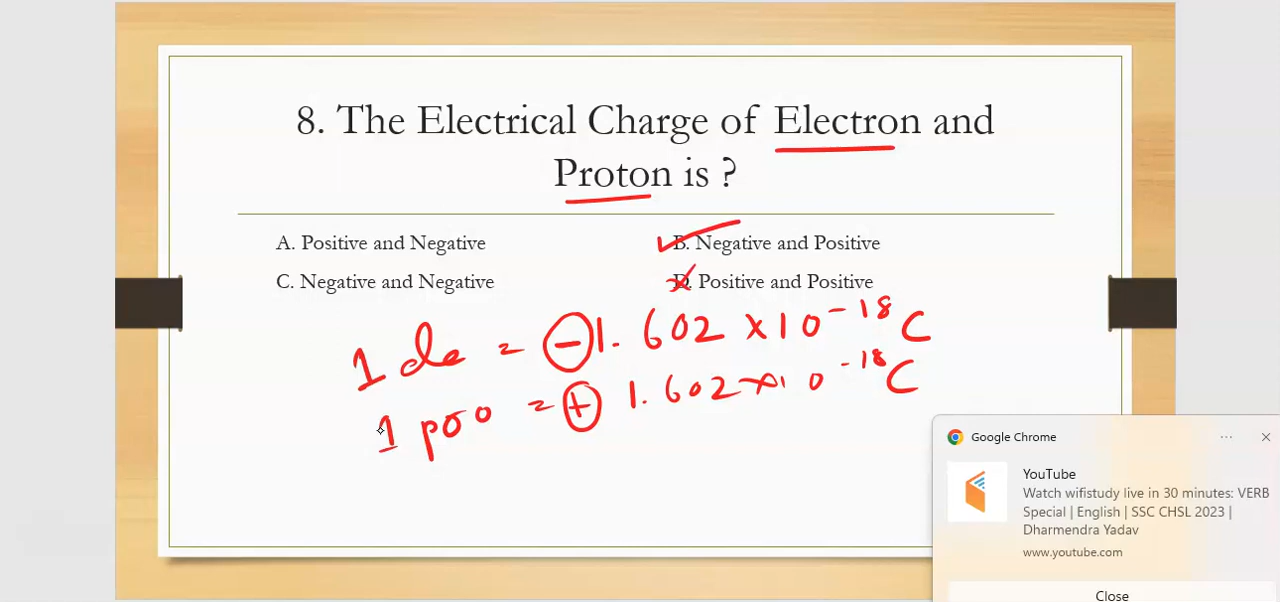 8. The Electrical Charge of Electron and
Proton is ?
A. Positive and Negative
B. Negative and Positive
C. Negative and Negative
D. Positive and Positive
1 = -1.602 x 10-18 C
1 pro = + 1.602 x 10-18 C
Google Chrome
YouTube
Watch wifistudy live in 30 minutes: VERB
Special | English | SSC CHSL 2023 |
Dharmendra Yadav
www.youtube.com
Close